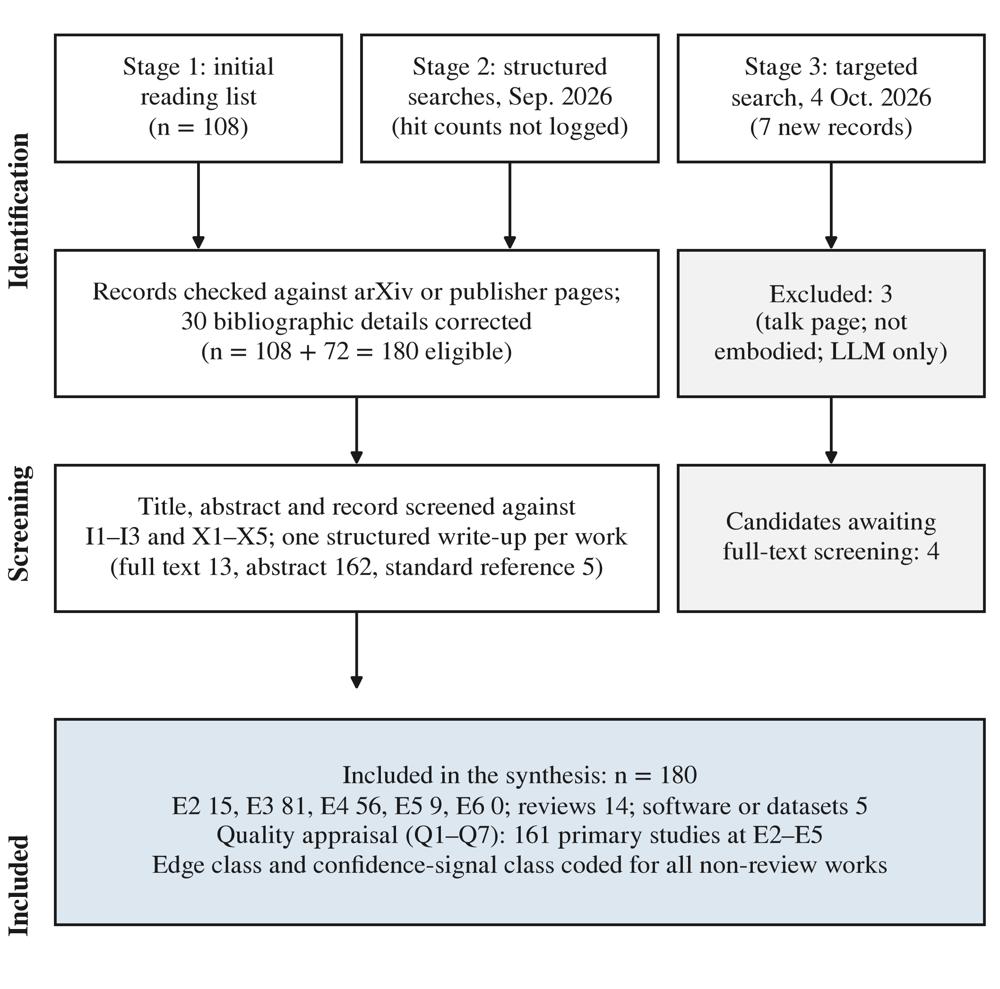 Identification
Stage 1: initial
reading list
(n = 108)
Stage 2: structured
searches, Sep. 2026
(hit counts not logged)
Stage 3: targeted
search, 4 Oct. 2026
(7 new records)
Records checked against arXiv or publisher pages;
30 bibliographic details corrected
(n = 108 + 72 = 180 eligible)
Excluded: 3
(talk page; not
embodied; LLM only)
Screening
Title, abstract and record screened against
I1–I3 and X1–X5; one structured write-up per work
(full text 13, abstract 162, standard reference 5)
Candidates awaiting
full-text screening: 4
Included
Included in the synthesis: n = 180
E2 15, E3 81, E4 56, E5 9, E6 0; reviews 14; software or datasets 5
Quality appraisal (Q1–Q7): 161 primary studies at E2–E5
Edge class and confidence-signal class coded for all non-review works